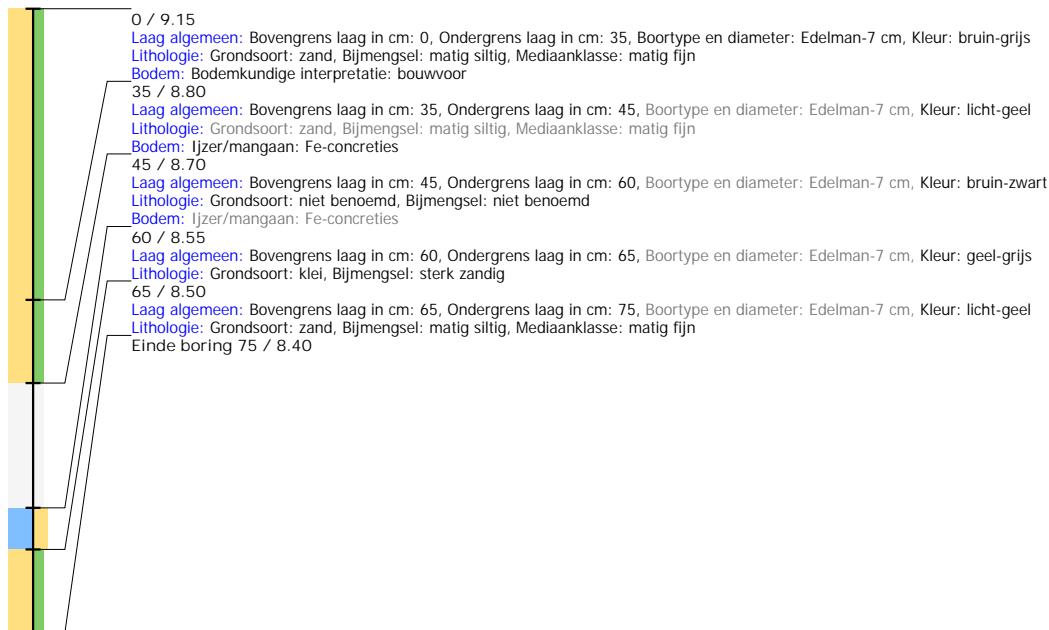 0 / 9.15
Laag algemeen: Bovengrens laag in cm: 0, Ondergrens laag in cm: 35, Boortype en diameter: Edelman-7 cm, Kleur: bruin-grijs
Lithologie: Grondsoort: zand, Bijmengsel: matig siltig, Mediaanklasse: matig fijn
Bodem: Bodemkundige interpretatie: bouwvoor
35 / 8.80
Laag algemeen: Bovengrens laag in cm: 35, Ondergrens laag in cm: 45, Boortype en diameter: Edelman-7 cm, Kleur: licht-geel
Lithologie: Grondsoort: zand, Bijmengsel: matig siltig, Mediaanklasse: matig fijn
Bodem: Ijzer/mangaan: Fe-concreties
45 / 8.70
Laag algemeen: Bovengrens laag in cm: 45, Ondergrens laag in cm: 60, Boortype en diameter: Edelman-7 cm, Kleur: bruin-zwart
Lithologie: Grondsoort: niet benoemd, Bijmengsel: niet benoemd
Bodem: Ijzer/mangaan: Fe-concreties
60 / 8.55
Laag algemeen: Bovengrens laag in cm: 60, Ondergrens laag in cm: 65, Boortype en diameter: Edelman-7 cm, Kleur: geel-grijs
Lithologie: Grondsoort: klei, Bijmengsel: sterk zandig
65 / 8.50
Laag algemeen: Bovengrens laag in cm: 65, Ondergrens laag in cm: 75, Boortype en diameter: Edelman-7 cm, Kleur: licht-geel
Lithologie: Grondsoort: zand, Bijmengsel: matig siltig, Mediaanklasse: matig fijn
Einde boring 75 / 8.40